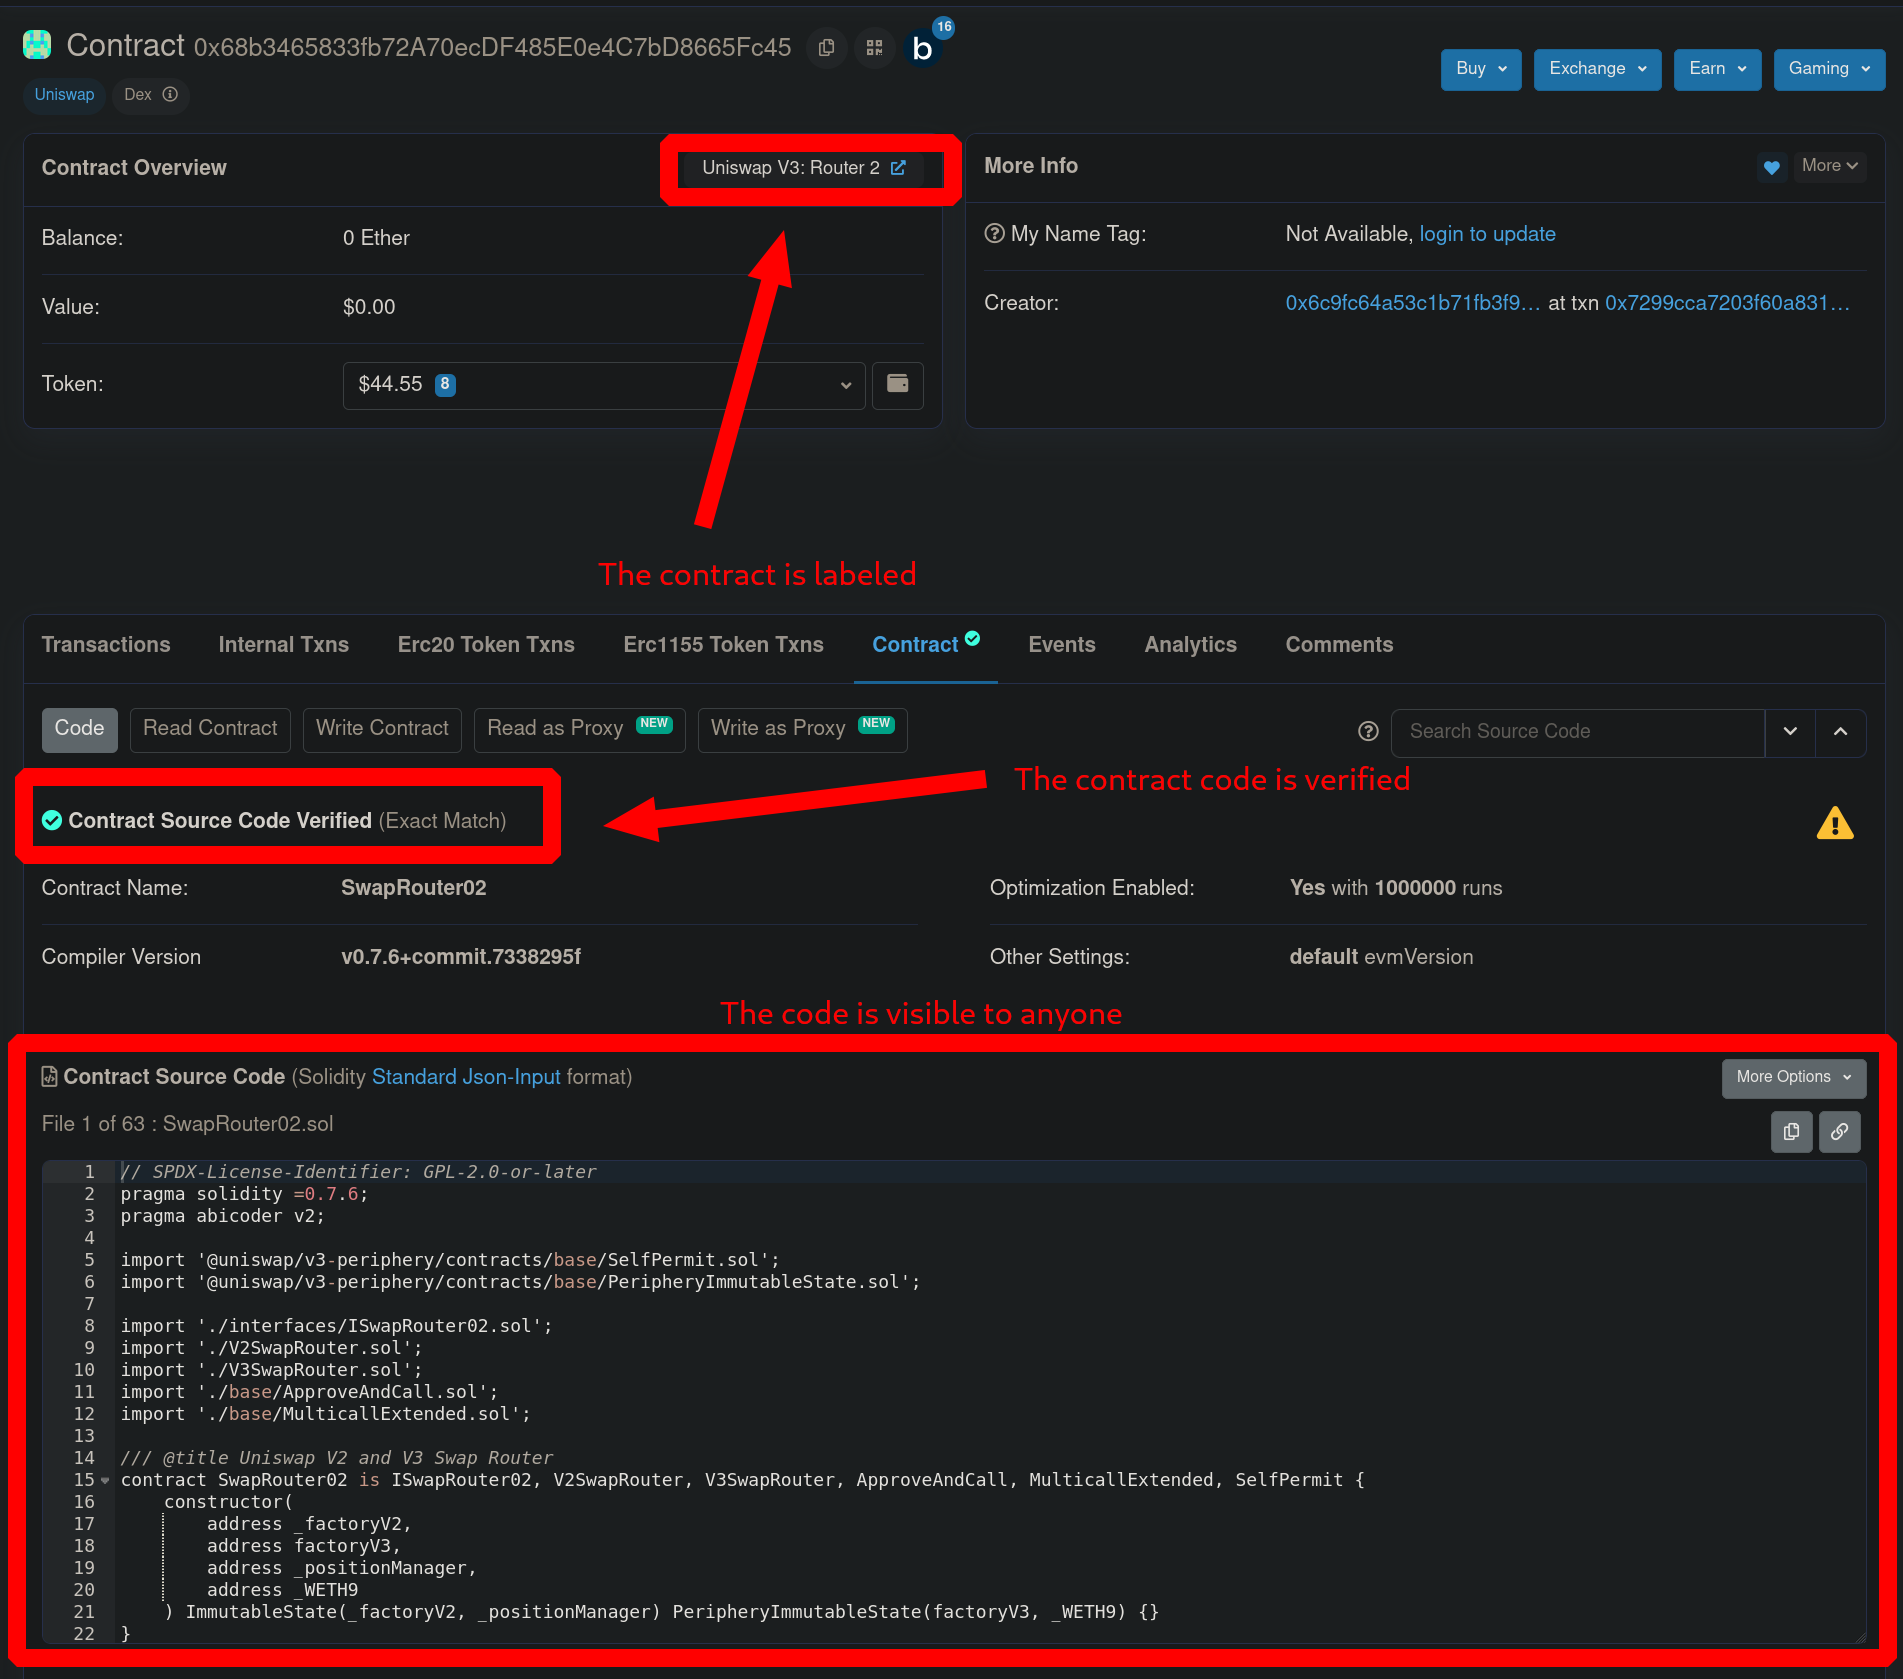 Contract 0x68b3465833fb72A70ecDF485E0e4C7bD8665Fc45 b 16
Buy Exchange Earn Gaming
Uniswap Dex
Contract Overview Uniswap V3: Router 2
Balance: 0 Ether
Value: $0.00
Token: $44.55 8
More Info More
My Name Tag: Not Available, login to update
Creator: 0x6c9fc64a53c1b71fb3f9... at txn 0x7299cca7203f60a831...
The contract is labeled
Transactions Internal Txns Erc20 Token Txns Erc1155 Token Txns Contract Events Analytics Comments
Code Read Contract Write Contract Read as Proxy NEW Write as Proxy NEW Search Source Code
The contract code is verified
Contract Source Code Verified (Exact Match)
Contract Name: SwapRouter02 Optimization Enabled: Yes with 1000000 runs
Compiler Version v0.7.6+commit.7338295f Other Settings: default evmVersion
The code is visible to anyone
Contract Source Code (Solidity Standard Json-Input format) More Options
File 1 of 63 : SwapRouter02.sol
1 // SPDX-License-Identifier: GPL-2.0-or-later
2 pragma solidity =0.7.6;
3 pragma abicoder v2;
4
5 import '@uniswap/v3-periphery/contracts/base/SelfPermit.sol';
6 import '@uniswap/v3-periphery/contracts/base/PeripheryImmutableState.sol';
7
8 import './interfaces/ISwapRouter02.sol';
9 import './V2SwapRouter.sol';
10 import './V3SwapRouter.sol';
11 import './base/ApproveAndCall.sol';
12 import './base/MulticallExtended.sol';
13
14 /// @title Uniswap V2 and V3 Swap Router
15 contract SwapRouter02 is ISwapRouter02, V2SwapRouter, V3SwapRouter, ApproveAndCall, MulticallExtended, SelfPermit {
16 constructor(
17 address _factoryV2,
18 address factoryV3,
19 address _positionManager,
20 address _WETH9
21 ) ImmutableState(_factoryV2, _positionManager) PeripheryImmutableState(factoryV3, _WETH9) {}
22 }